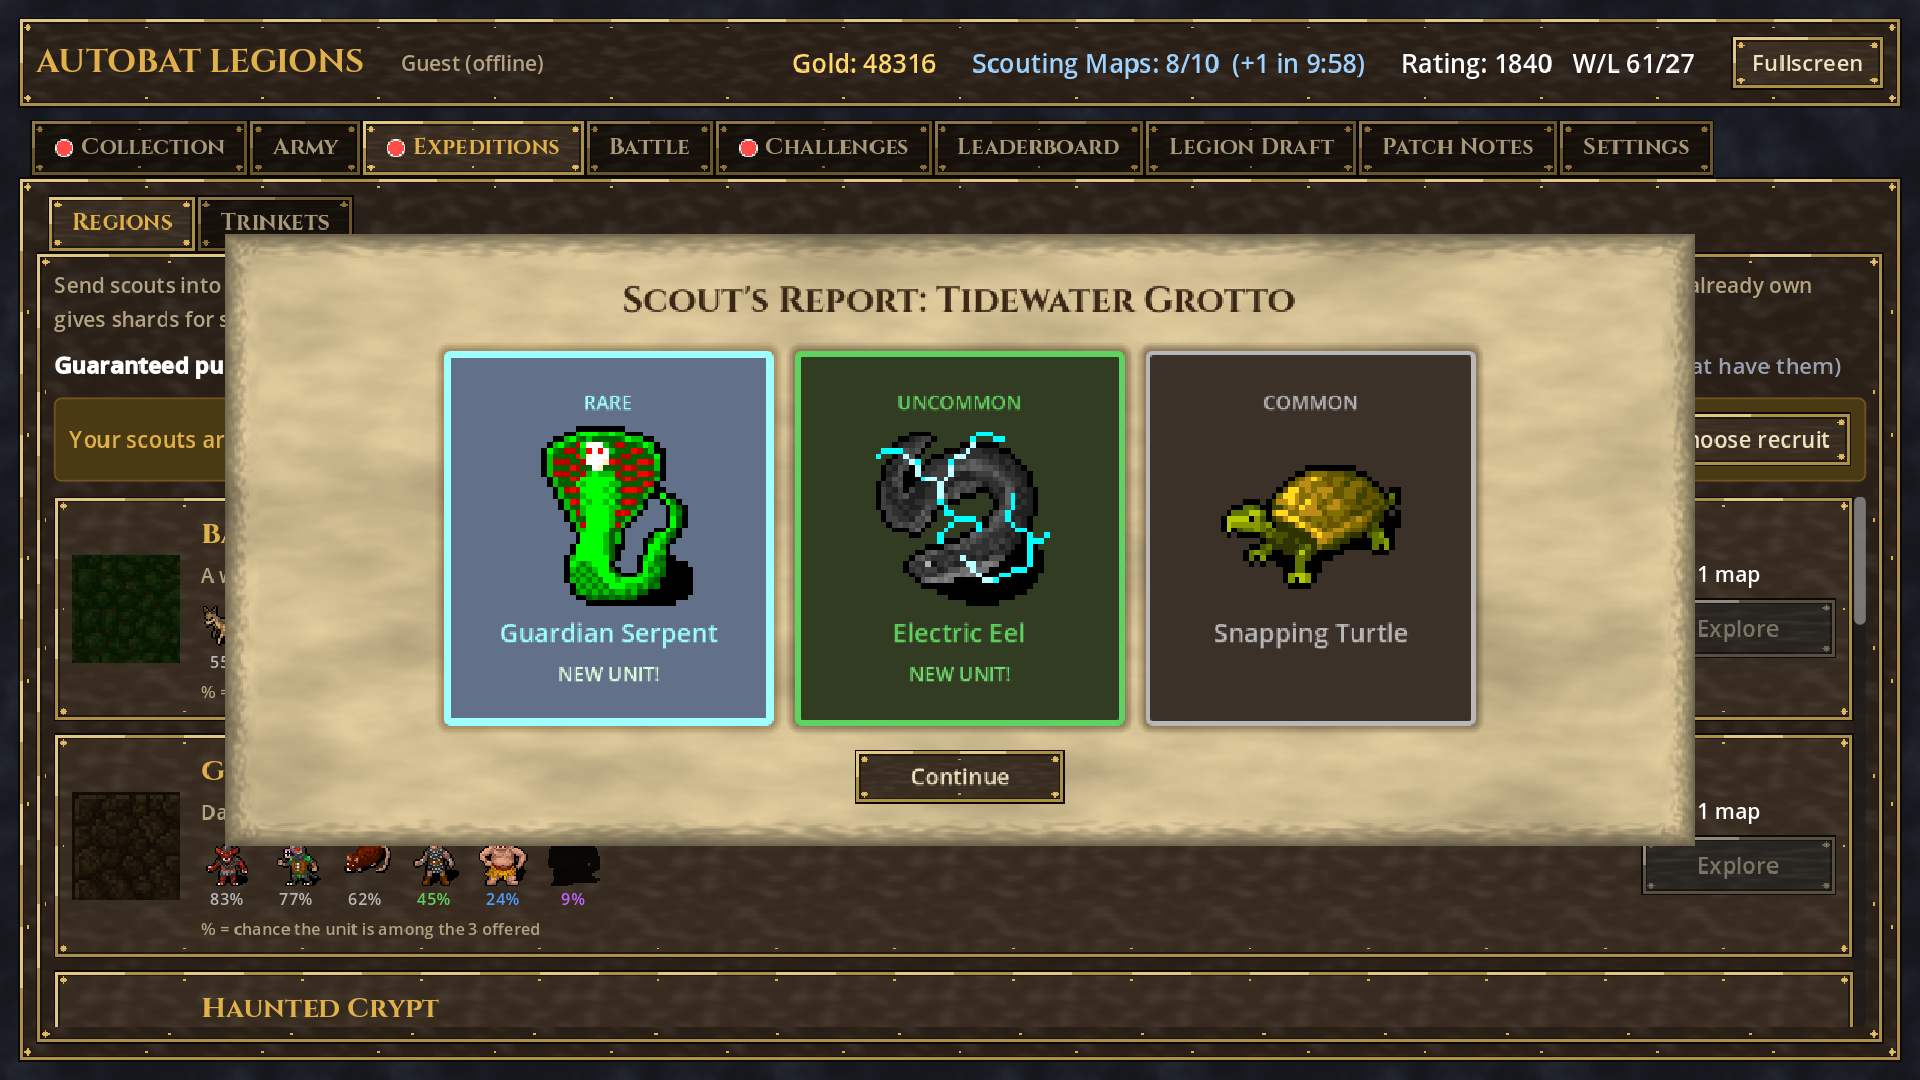 AUTOBAT LEGIONS
Guest (offline)
Gold: 48316
Scouting Maps: 8/10 (+1 in 9:58)
Rating: 1840
W/L 61/27
Fullscreen
COLLECTION
ARMY
EXPEDITIONS
BATTLE
CHALLENGES
LEADERBOARD
LEGION DRAFT
PATCH NOTES
SETTINGS
REGIONS
TRINKETS
Send scouts into
already own
gives shards for
Guaranteed
have them)
Your scouts
recruit
SCOUT'S REPORT: TIDEWATER GROTTO
RARE
Guardian Serpent
NEW UNIT!
UNCOMMON
Electric Eel
NEW UNIT!
COMMON
Snapping Turtle
Continue
A
1 map
Explore
% =
1 map
Explore
83%
77%
62%
45%
24%
9%
% = chance the unit is among the 3 offered
HAUNTED CRYPT